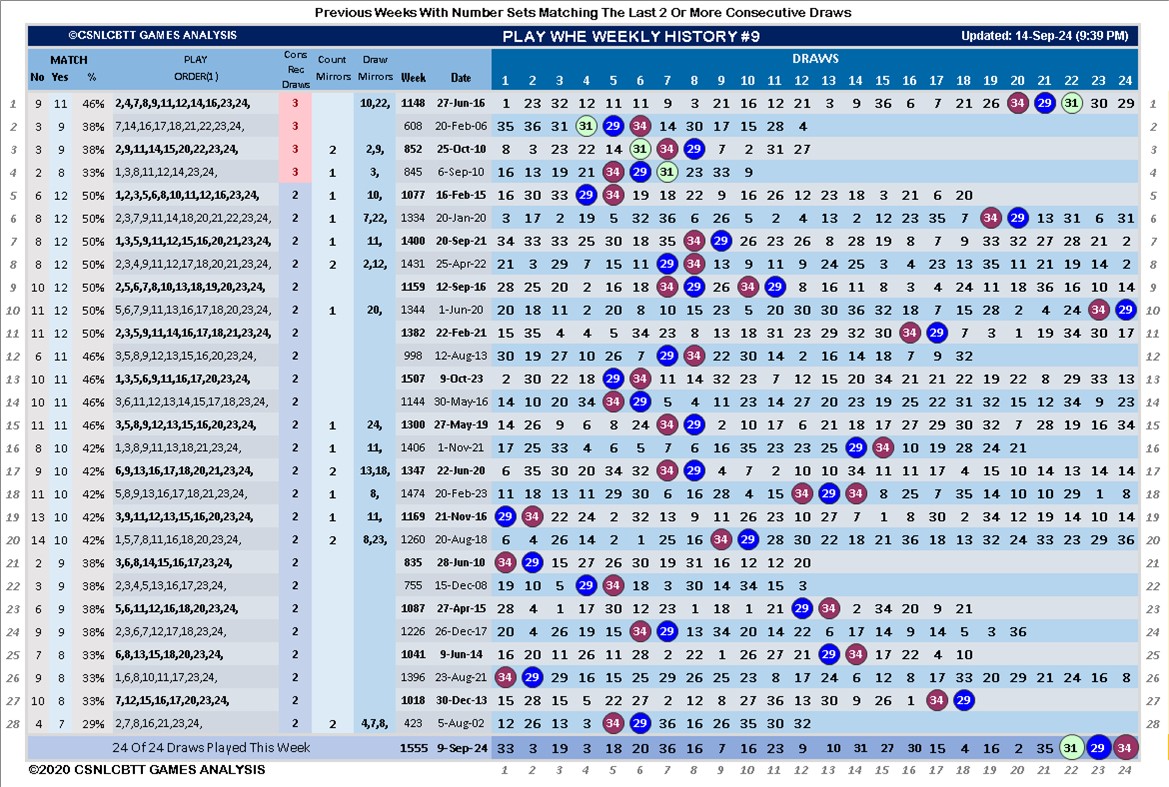 Previous Weeks With Number Sets Matching The Last 2 Or More Consecutive Draws
©CSNLCBTT GAMES ANALYSIS PLAY WHE WEEKLY HISTORY #9 Updated: 14-Sep-24 (9:39 PM)
MATCH PLAY Cons Count Draw DRAWS
No Yes % ORDER(1) Rec Draws Mirrors Mirrors Week Date 1 2 3 4 5 6 7 8 9 10 11 12 13 14 15 16 17 18 19 20 21 22 23 24
1 9 11 46% 2,4,7,8,9,11,12,14,16,23,24, 3 10,22, 1148 27-Jun-16 1 23 32 12 11 11 9 3 21 16 12 21 3 9 36 6 7 21 26 34 29 31 30 29 1
2 3 9 38% 7,14,16,17,18,21,22,23,24, 3 608 20-Feb-06 35 36 31 31 29 34 14 30 17 15 28 4 2
3 3 9 38% 2,9,11,14,15,20,22,23,24, 3 2 2,9, 852 25-Oct-10 8 3 23 22 14 31 34 29 7 2 31 27 3
4 2 8 33% 1,3,8,11,12,14,23,24, 3 1 3, 845 6-Sep-10 16 13 19 21 34 29 31 23 33 9 4
5 6 12 50% 1,2,3,5,6,8,10,11,12,16,23,24, 2 1 10, 1077 16-Feb-15 16 30 33 29 34 19 18 22 9 16 26 12 23 18 3 21 6 20 5
6 8 12 50% 2,3,7,9,11,14,18,20,21,22,23,24, 2 1 7,22, 1334 20-Jan-20 3 17 2 19 5 32 36 6 26 5 2 4 13 2 12 23 35 7 34 29 13 31 6 31 6
7 8 12 50% 1,3,5,9,11,12,15,16,20,21,23,24, 2 1 11, 1400 20-Sep-21 34 33 33 25 30 18 35 34 29 26 23 26 8 28 19 8 7 9 33 32 27 28 21 2 7
8 8 12 50% 2,3,4,9,11,12,17,18,20,21,23,24, 2 2 2,12, 1431 25-Apr-22 21 3 29 7 15 11 29 34 13 9 11 9 24 25 3 4 23 13 35 11 21 19 14 2 8
9 10 12 50% 2,5,6,7,8,10,13,18,19,20,23,24, 2 1159 12-Sep-16 28 25 20 2 16 18 34 29 26 34 29 8 16 11 8 3 4 24 11 18 36 16 10 14 9
10 11 12 50% 5,6,7,9,13,16,17,18,20,21,23,24, 2 1 20, 1344 1-Jun-20 20 18 11 2 20 8 10 15 23 5 20 30 30 36 32 18 7 15 28 2 4 24 34 29 10
11 11 12 50% 2,3,5,9,11,14,16,17,18,20,23,24, 2 1382 22-Feb-21 15 35 4 4 5 34 23 8 13 18 31 23 29 32 30 34 29 7 3 1 19 34 30 17 11
12 6 11 46% 3,5,8,9,12,13,15,16,20,23,24, 2 998 12-Aug-13 30 19 27 10 26 7 29 34 22 30 14 2 16 14 18 7 9 32 12
13 10 11 46% 1,3,5,6,9,11,16,17,20,23,24, 2 1507 9-Oct-23 2 30 22 18 29 34 11 14 32 23 7 12 15 20 34 21 21 22 19 22 8 29 33 13 13
14 10 11 46% 3,6,11,12,13,14,15,17,18,23,24, 2 1144 30-May-16 14 10 20 34 34 29 5 4 11 23 14 27 20 23 19 25 22 31 32 15 12 34 9 23 14
15 11 11 46% 3,5,8,9,12,13,15,16,20,23,24, 2 1 24, 1300 27-May-19 14 26 9 6 8 24 34 29 2 10 17 6 21 18 15 17 27 29 30 32 7 28 19 16 34 15
16 8 10 42% 1,3,8,9,11,13,18,21,23,24, 2 1 11, 1406 1-Nov-21 17 25 33 4 6 5 7 6 16 35 23 23 25 29 34 10 19 28 24 21 16
17 9 10 42% 6,9,13,16,17,18,20,21,23,24, 2 2 13,18, 1347 22-Jun-20 6 35 30 20 34 32 34 29 4 7 2 10 10 34 11 11 17 4 15 10 14 13 14 14 17
18 11 10 42% 5,8,9,13,16,17,18,21,23,24, 2 1 8, 1474 20-Feb-23 11 18 13 11 29 30 6 16 28 4 15 34 29 34 8 25 7 35 14 10 10 29 1 8 18
19 13 10 42% 3,9,11,12,13,15,16,20,23,24, 2 1 11, 1169 21-Nov-16 29 34 22 24 2 32 13 9 11 26 23 10 27 7 1 8 30 9 34 12 19 14 10 14 19
20 14 10 42% 1,5,7,8,11,16,18,20,23,24, 2 2 8,23, 1260 20-Aug-18 6 4 26 14 2 1 25 16 34 29 28 30 22 18 21 36 18 13 32 24 33 23 29 36 20
21 2 9 38% 3,6,8,14,15,16,17,23,24, 2 835 28-Jun-10 34 29 15 27 26 30 19 31 16 12 12 20 21
22 3 9 38% 2,3,4,5,13,16,17,23,24, 2 755 15-Dec-08 19 10 5 29 34 18 3 30 14 34 15 3 22
23 6 9 38% 5,6,11,12,16,18,20,23,24, 2 1087 27-Apr-15 28 4 1 17 30 12 23 1 18 1 21 29 34 2 34 20 9 21 23
24 9 9 38% 2,3,6,7,12,17,18,23,24, 2 1226 26-Dec-17 20 4 26 19 15 34 29 13 34 20 14 22 6 17 14 9 14 5 3 36 24
25 7 8 33% 6,8,13,15,18,20,23,24, 2 1041 9-Jun-14 16 20 11 26 11 28 2 22 1 26 27 21 29 34 17 22 4 10 25
26 9 8 33% 1,6,8,10,11,17,23,24, 2 1396 23-Aug-21 34 29 29 16 15 25 29 26 25 23 8 17 24 6 12 8 17 33 20 29 21 24 16 8 26
27 10 8 33% 7,12,15,16,17,20,23,24, 2 1018 30-Dec-13 15 28 15 5 22 27 2 12 8 27 36 13 30 9 26 1 34 29 27
28 4 7 29% 2,7,8,16,21,23,24, 2 2 4,7,8, 423 5-Aug-02 12 26 13 3 34 29 36 16 26 35 30 32 28
24 Of 24 Draws Played This Week 1555 9-Sep-24 33 3 19 3 18 20 36 16 7 16 23 9 10 31 27 30 15 4 16 2 35 31 29 34
©2020 CSNLCBTT GAMES ANALYSIS 1 2 3 4 5 6 7 8 9 10 11 12 13 14 15 16 17 18 19 20 21 22 23 24